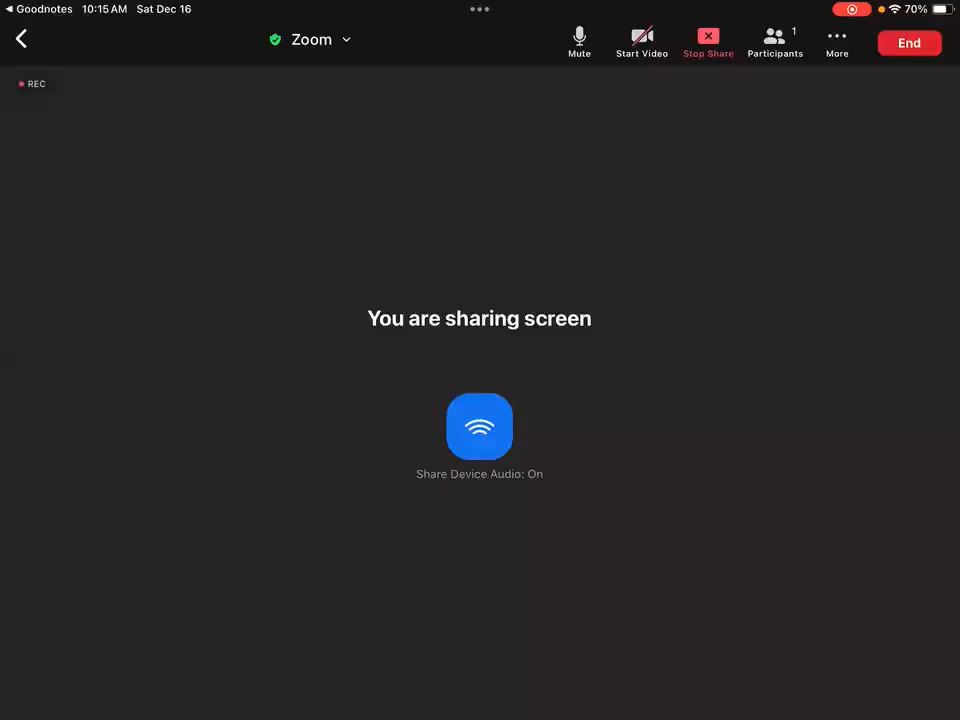 Goodnotes 10:15 AM Sat Dec 16
70%
Zoom
Mute
Start Video
Stop Share
Participants 1
More
End
REC
You are sharing screen
Share Device Audio: On